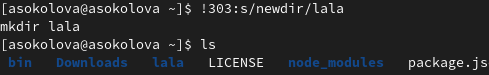 [asokolova@asokolova ~]$ !303:s/newdir/lala
mkdir lala
[asokolova@asokolova ~]$ ls
bin Downloads lala LICENSE node_modules package.js